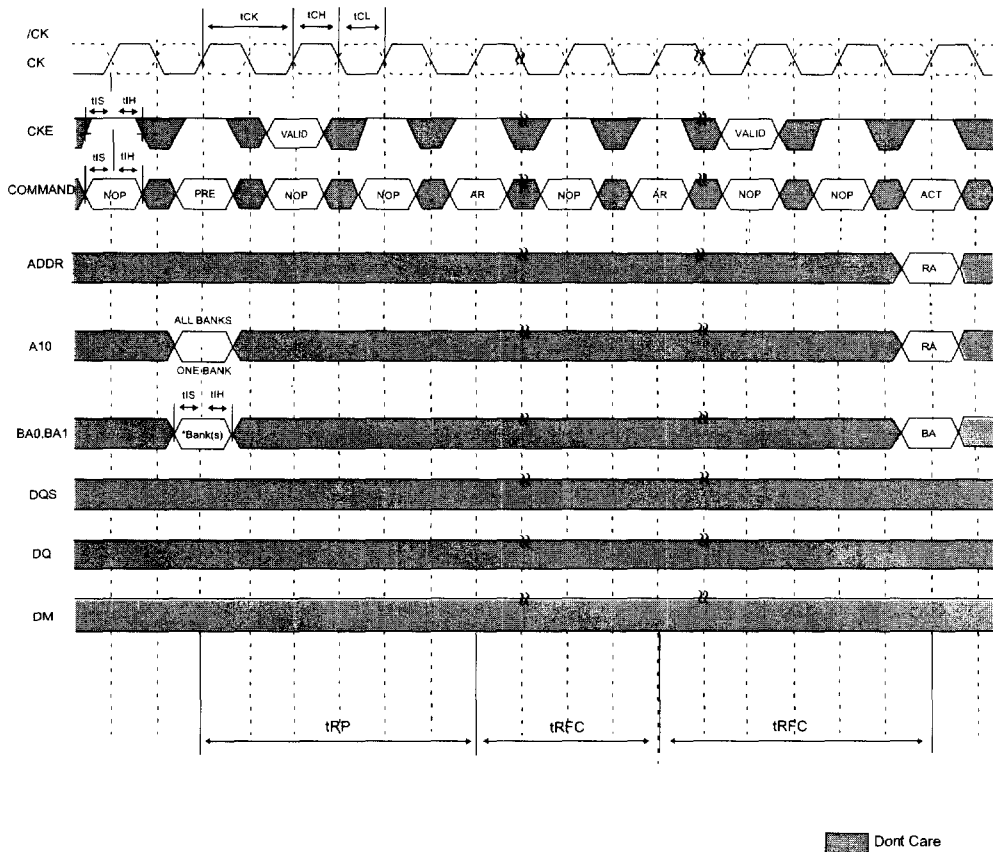 tCK tCH tCL
/CK
CK
tIS tIH
CKE VALID VALID
tIS tIH
COMMAND NOP PRE NOP NOP AR NOP AR NOP NOP ACT
ADDR RA
ALL BANKS
A10 RA
ONE BANK
tIS tIH
BA0,BA1 *Bank(s) BA
DQS
DQ
DM
tRP tRFC tRFC
Dont Care